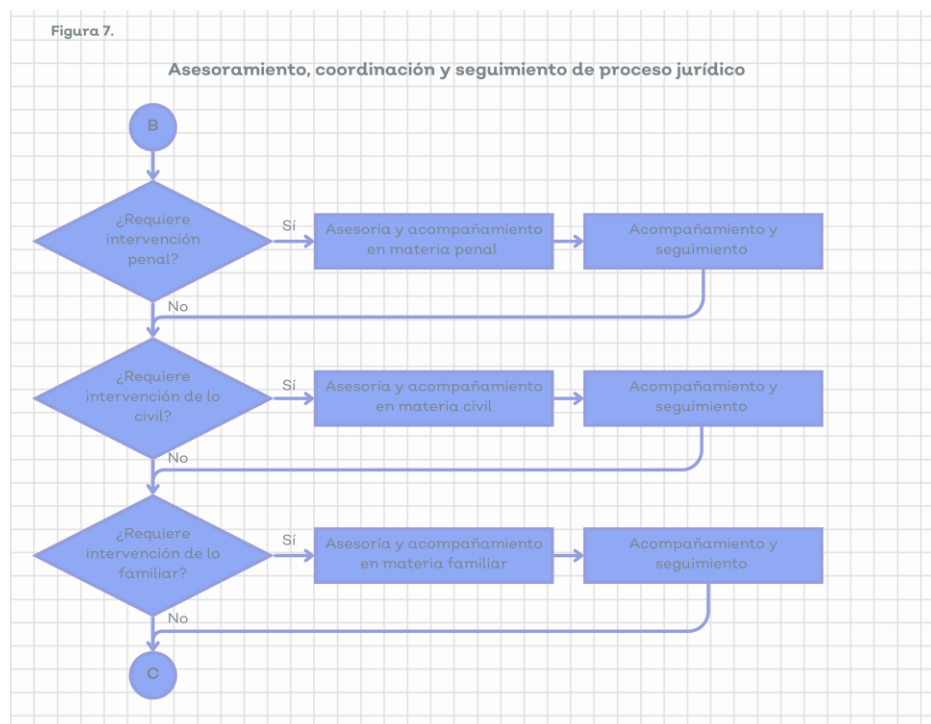 Figura 7.
Asesoramiento, coordinación y seguimiento de proceso jurídico
B
¿Requiere
intervención
penal?
Sí
Asesoría y acompañamiento
en materia penal
Acompañamiento y
seguimiento
No
¿Requiere
intervención de lo
civil?
Sí
Asesoría y acompañamiento
en materia civil
Acompañamiento y
seguimiento
No
¿Requiere
intervención de lo
familiar?
Sí
Asesoría y acompañamiento
en materia familiar
Acompañamiento y
seguimiento
No
C